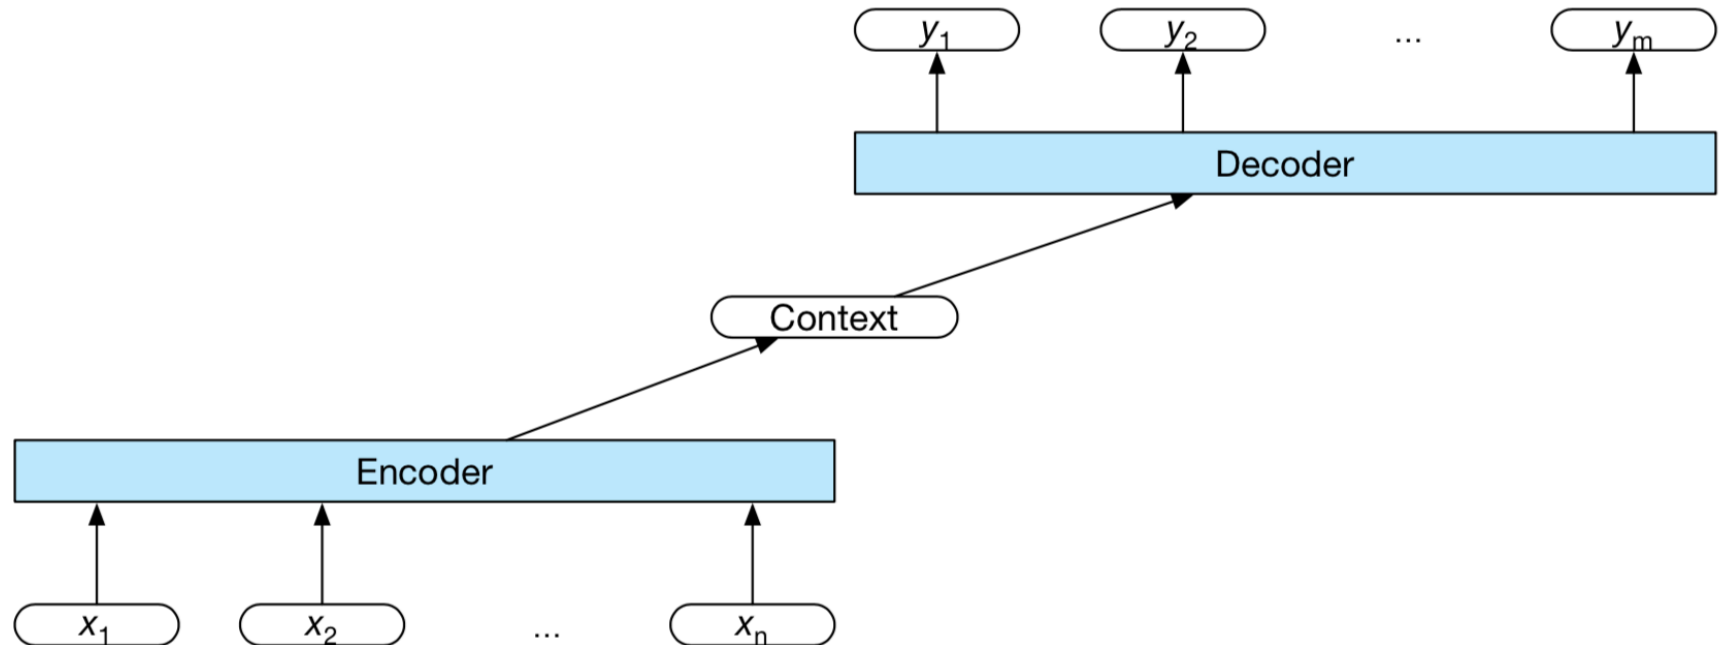 y₁ y₂ ... yₘ
Decoder
Context
Encoder
x₁ x₂ ... xₙ